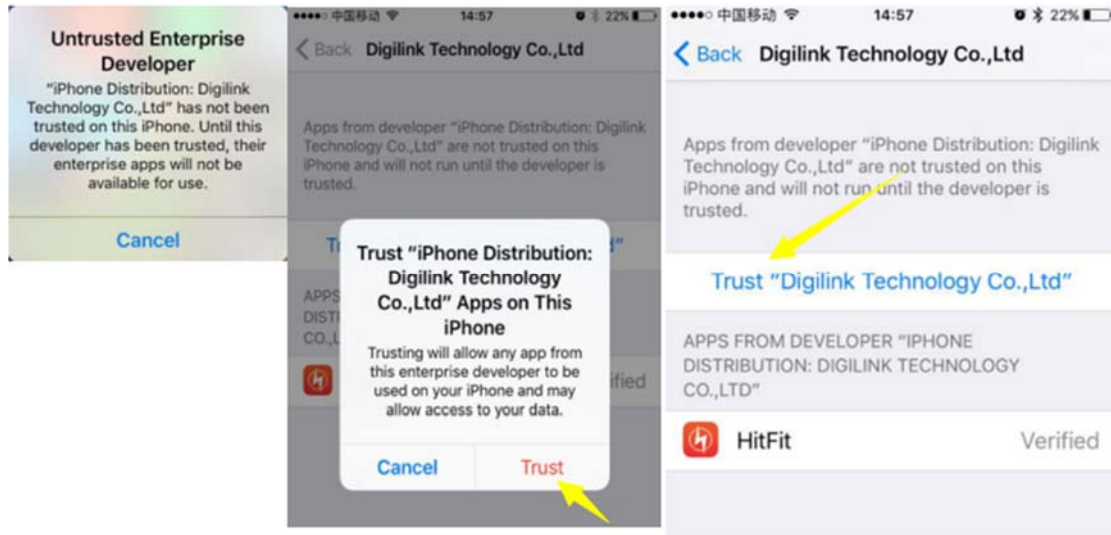 Untrusted Enterprise
Developer
"iPhone Distribution: Digilink
Technology Co.,Ltd" has not been
trusted on this iPhone. Until this
developer has been trusted, their
enterprise apps will not be
available for use.
Cancel
中国移动 14:57 22%
Back Digilink Technology Co.,Ltd
Apps from developer "iPhone Distribution: Digilink
Technology Co.,Ltd" are not trusted on this
iPhone and will not run until the developer is
trusted.
Trust "iPhone Distribution:
Digilink Technology
Co.,Ltd" Apps on This
iPhone
Trusting will allow any app from
this enterprise developer to be
used on your iPhone and may
allow access to your data.
Cancel Trust
中国移动 14:57 22%
Back Digilink Technology Co.,Ltd
Apps from developer "iPhone Distribution: Digilink
Technology Co.,Ltd" are not trusted on this
iPhone and will not run until the developer is
trusted.
Trust "Digilink Technology Co.,Ltd"
APPS FROM DEVELOPER "IPHONE
DISTRIBUTION: DIGILINK TECHNOLOGY
CO.,LTD"
HitFit Verified